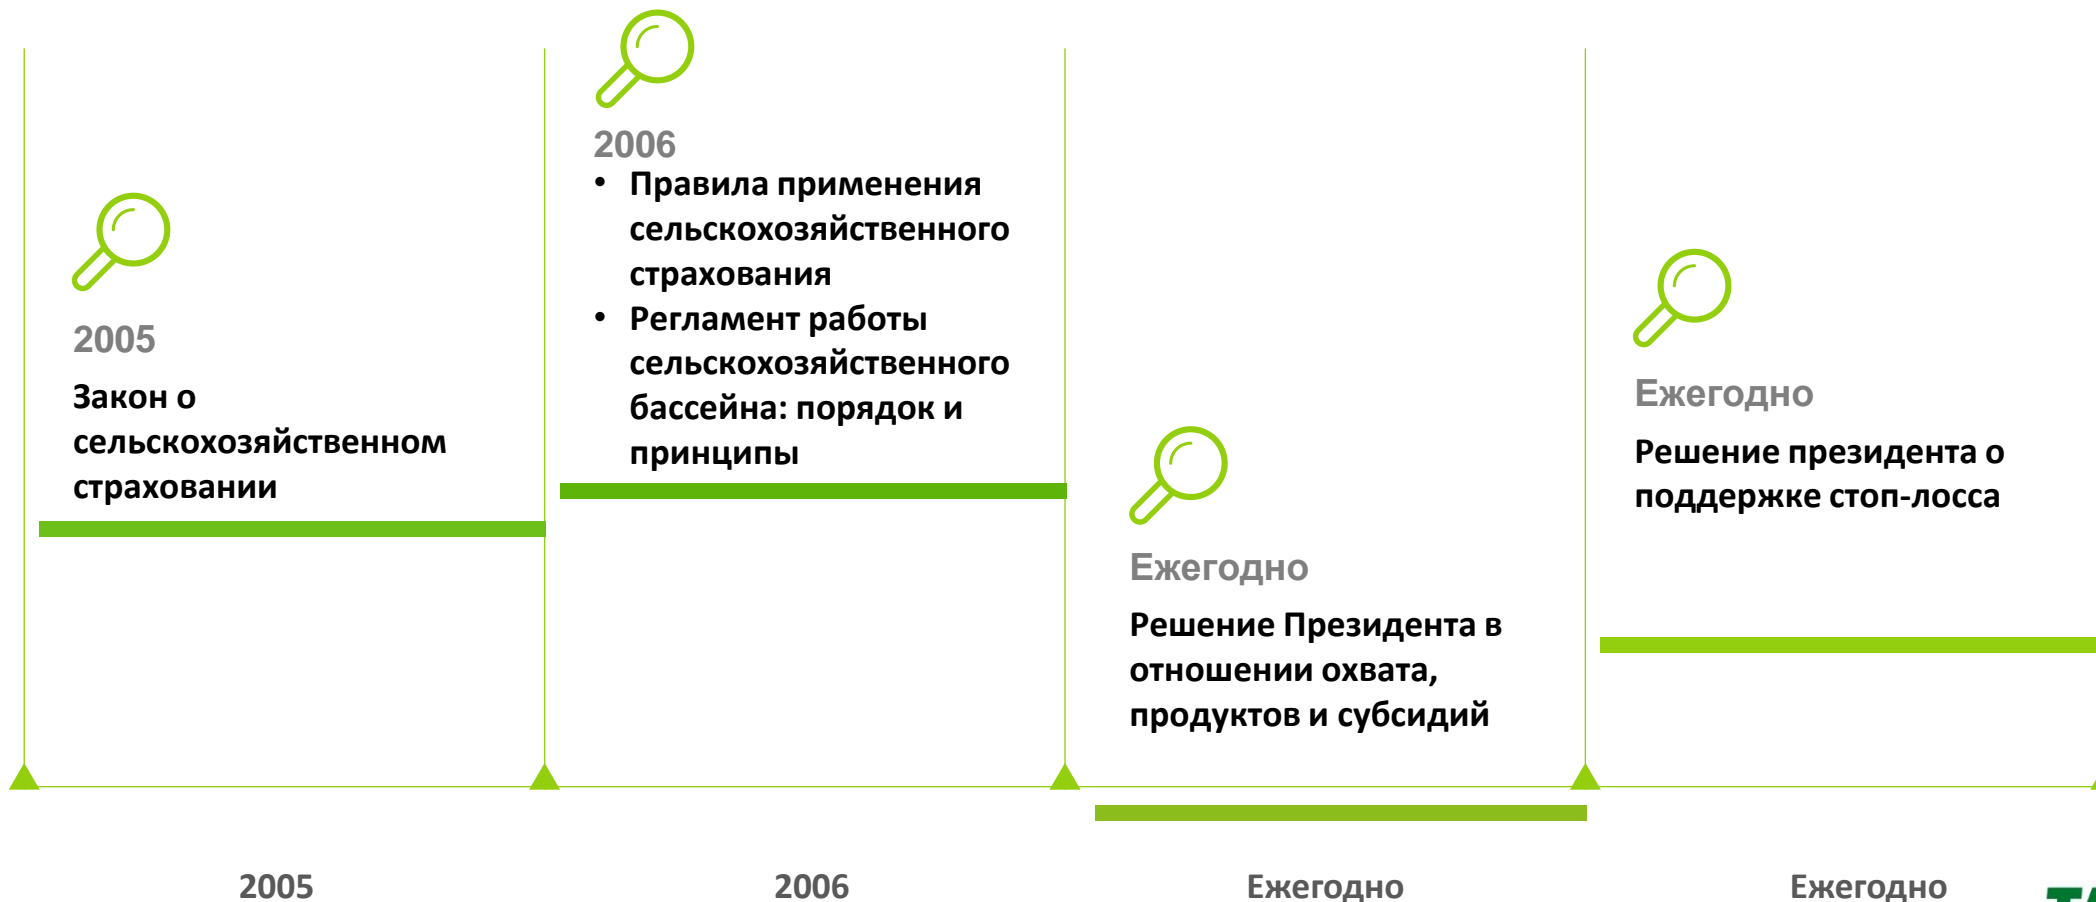 2005
Закон о
сельскохозяйственном
страховании
2006
• Правила применения
сельскохозяйственного
страхования
• Регламент работы
сельскохозяйственного
бассейна: порядок и
принципы
Ежегодно
Решение Президента в
отношении охвата,
продуктов и субсидий
Ежегодно
Решение президента о
поддержке стоп-лосса
2005
2006
Ежегодно
Ежегодно